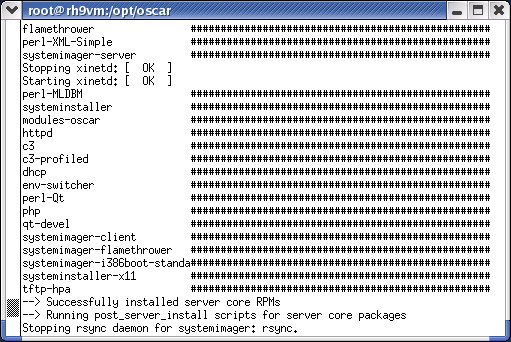 root@rh9vm:/opt/oscar
flamethrower ##################################################
perl-XML-Simple ##################################################
systemimager-server ##################################################
Stopping xinetd: [  OK  ]
Starting xinetd: [  OK  ]
perl-MLDBM ##################################################
systeminstaller ##################################################
modules-oscar ##################################################
httpd ##################################################
c3 ##################################################
c3-profiled ##################################################
dhcp ##################################################
env-switcher ##################################################
perl-Qt ##################################################
php ##################################################
qt-devel ##################################################
systemimager-client ##################################################
systemimager-flamethrower ##################################################
systemimager-i386boot-standa##################################################
systeminstaller-x11 ##################################################
tftp-hpa ##################################################
--> Successfully installed server core RPMs
--> Running post_server_install scripts for server core packages
Stopping rsync daemon for systemimager: rsync.